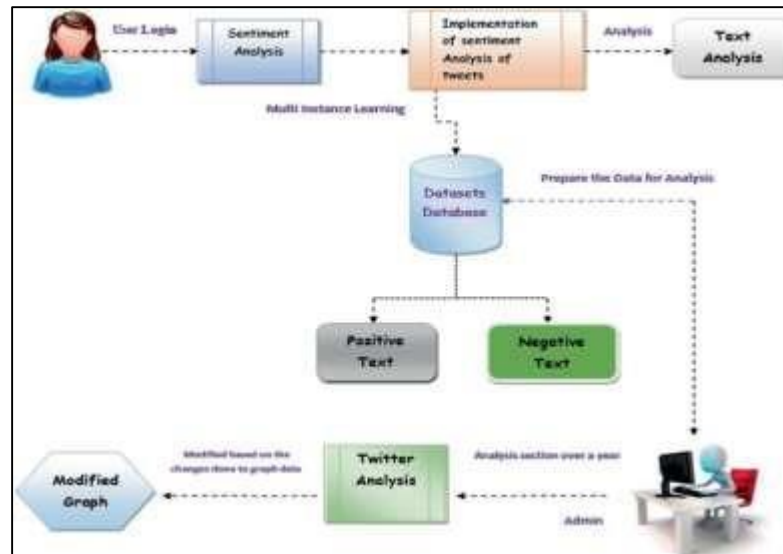 User Login
Sentiment
Analysis
Implementation
of sentiment
Analysis of
tweets
Analysis
Text
Analysis
Multi Instance Learning
Datasets
Database
Prepare the Data for Analysis
Positive
Text
Negative
Text
Modified
Graph
Modified based on the
changes done to graph data
Twitter
Analysis
Analysis section over a year
Admin